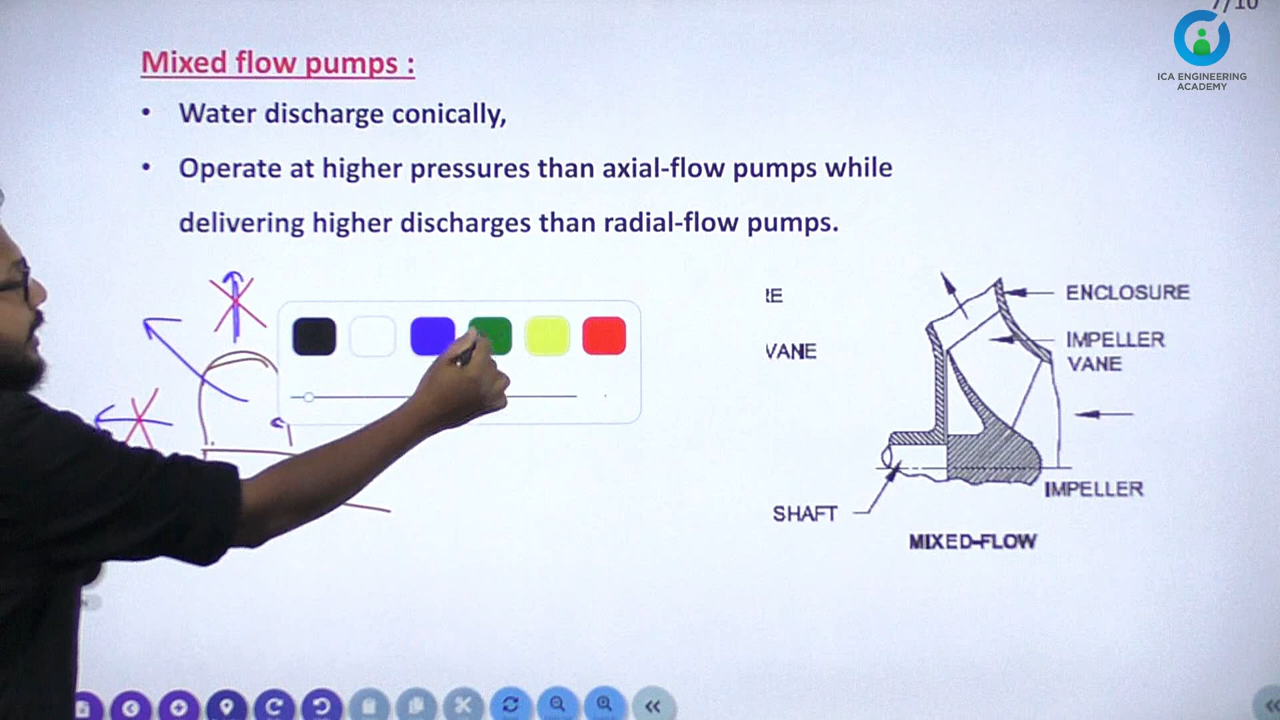 7/10
ICA ENGINEERING
ACADEMY
Mixed flow pumps :
• Water discharge conically,
• Operate at higher pressures than axial-flow pumps while
delivering higher discharges than radial-flow pumps.
VANE
ENCLOSURE
IMPELLER
VANE
IMPELLER
SHAFT
MIXED-FLOW